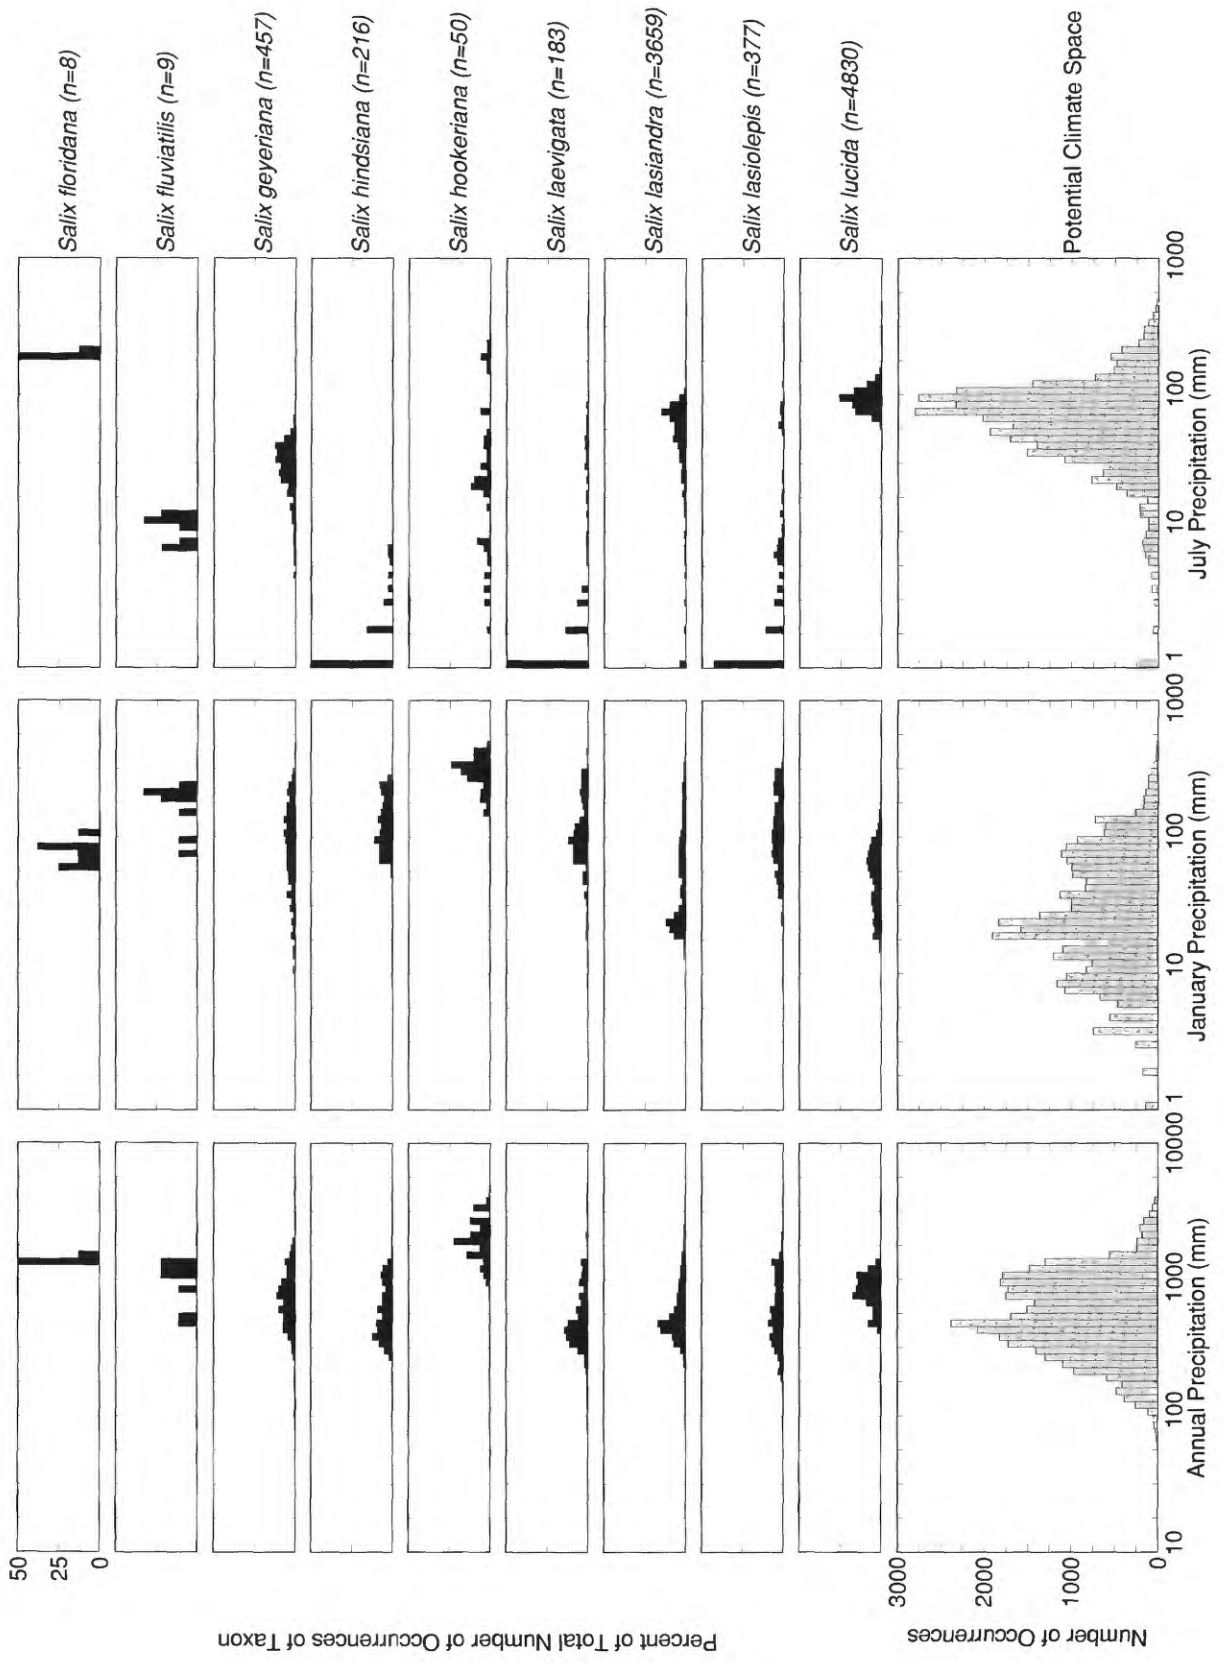 Salix floridana (n=8)
Salix fluviatilis (n=9)
Salix geyeriana (n=457)
Salix hindsiana (n=216)
Salix hookeriana (n=50)
Salix laevigata (n=183)
Salix lasiandra (n=3659)
Salix lasiolepis (n=377)
Salix lucida (n=4830)
Potential Climate Space
50
25
0
Percent of Total Number of Occurrences of Taxon
3000
2000
1000
0
Number of Occurrences
10 100 1000 10000
Annual Precipitation (mm)
1 10 100 1000
January Precipitation (mm)
1 10 100 1000
July Precipitation (mm)